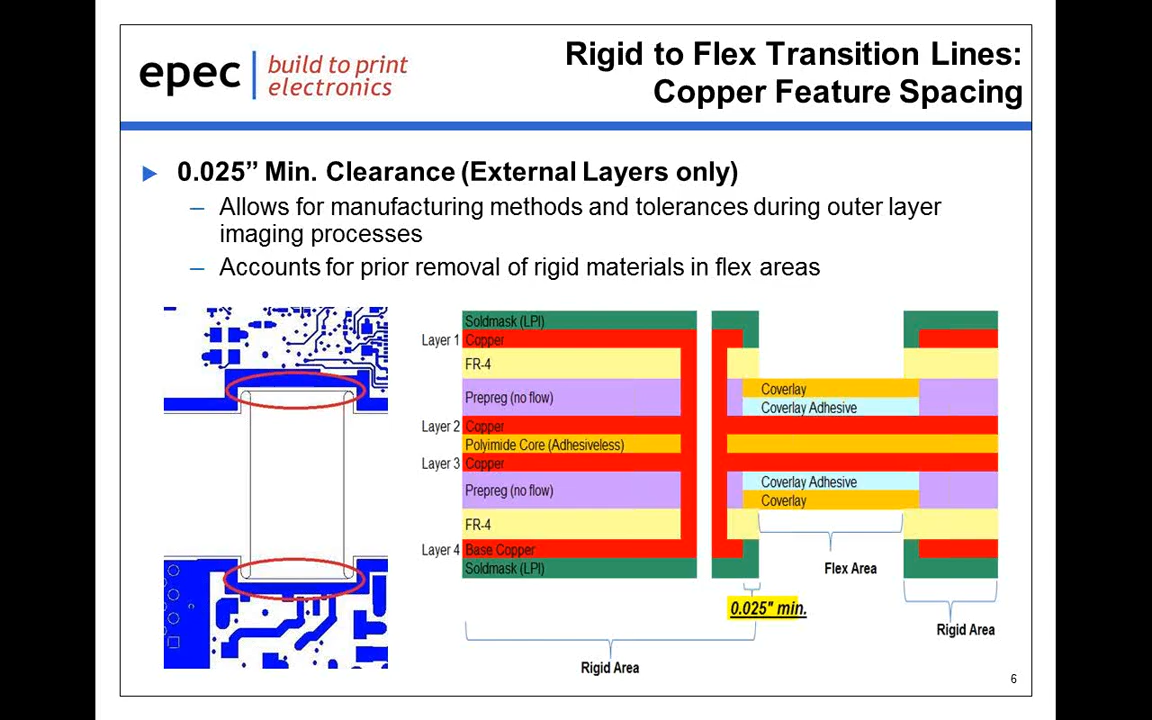 epec
build to print
electronics
Rigid to Flex Transition Lines:
Copper Feature Spacing
0.025” Min. Clearance (External Layers only)
– Allows for manufacturing methods and tolerances during outer layer
imaging processes
– Accounts for prior removal of rigid materials in flex areas
Soldmask (LPI)
Layer 1 Copper
FR-4
Prepreg (no flow)
Coverlay
Coverlay Adhesive
Layer 2 Copper
Polyimide Core (Adhesiveless)
Layer 3 Copper
Coverlay Adhesive
Prepreg (no flow)
Coverlay
FR-4
Layer 4 Base Copper
Soldmask (LPI)
Flex Area
0.025" min.
Rigid Area
Rigid Area
6